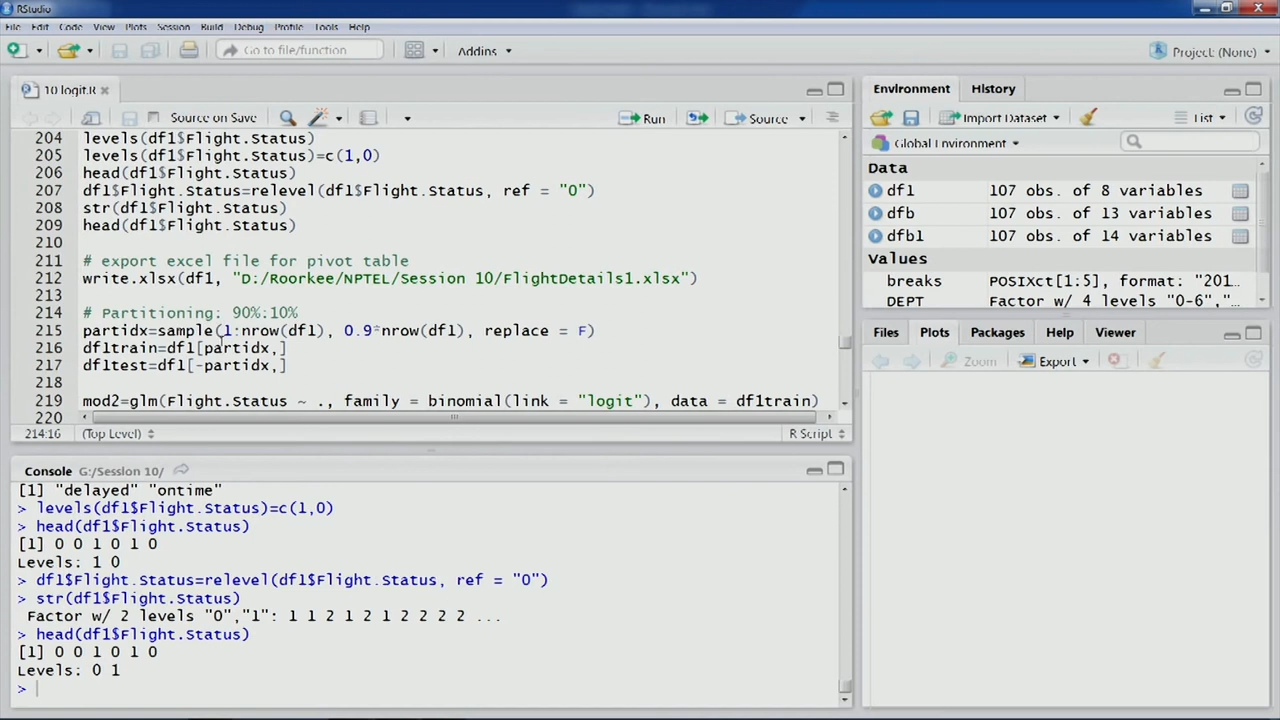 RStudio
File Edit Code View Plots Session Build Debug Profile Tools Help
Go to file/function Addins Project: (None)
10 logit.R
Source on Save Run Source
204 levels(df1$Flight.Status)
205 levels(df1$Flight.Status)=c(1,0)
206 head(df1$Flight.Status)
207 df1$Flight.Status=relevel(df1$Flight.Status, ref = "0")
208 str(df1$Flight.Status)
209 head(df1$Flight.Status)
210
211 # export excel file for pivot table
212 write.xlsx(df1, "D:/Roorkee/NPTEL/Session 10/FlightDetails1.xlsx")
213
214 # Partitioning: 90%:10%
215 partidx=sample(1:nrow(df1), 0.9*nrow(df1), replace = F)
216 df1train=df1[partidx,]
217 df1test=df1[-partidx,]
218
219 mod2=glm(Flight.Status ~ ., family = binomial(link = "logit"), data = df1train)
220
214:16 (Top Level) R Script
Console G:/Session 10/
[1] "delayed" "ontime"
> levels(df1$Flight.Status)=c(1,0)
> head(df1$Flight.Status)
[1] 0 0 1 0 1 0
Levels: 1 0
> df1$Flight.Status=relevel(df1$Flight.Status, ref = "0")
> str(df1$Flight.Status)
Factor w/ 2 levels "0","1": 1 1 2 1 2 1 2 2 2 2 ...
> head(df1$Flight.Status)
[1] 0 0 1 0 1 0
Levels: 0 1
>
Environment History
Import Dataset List
Global Environment
Data
df1 107 obs. of 8 variables
dfb 107 obs. of 13 variables
dfb1 107 obs. of 14 variables
Values
breaks POSIXct[1:5], format: "201…
DEPT Factor w/ 4 levels "0-6",…
Files Plots Packages Help Viewer
Zoom Export